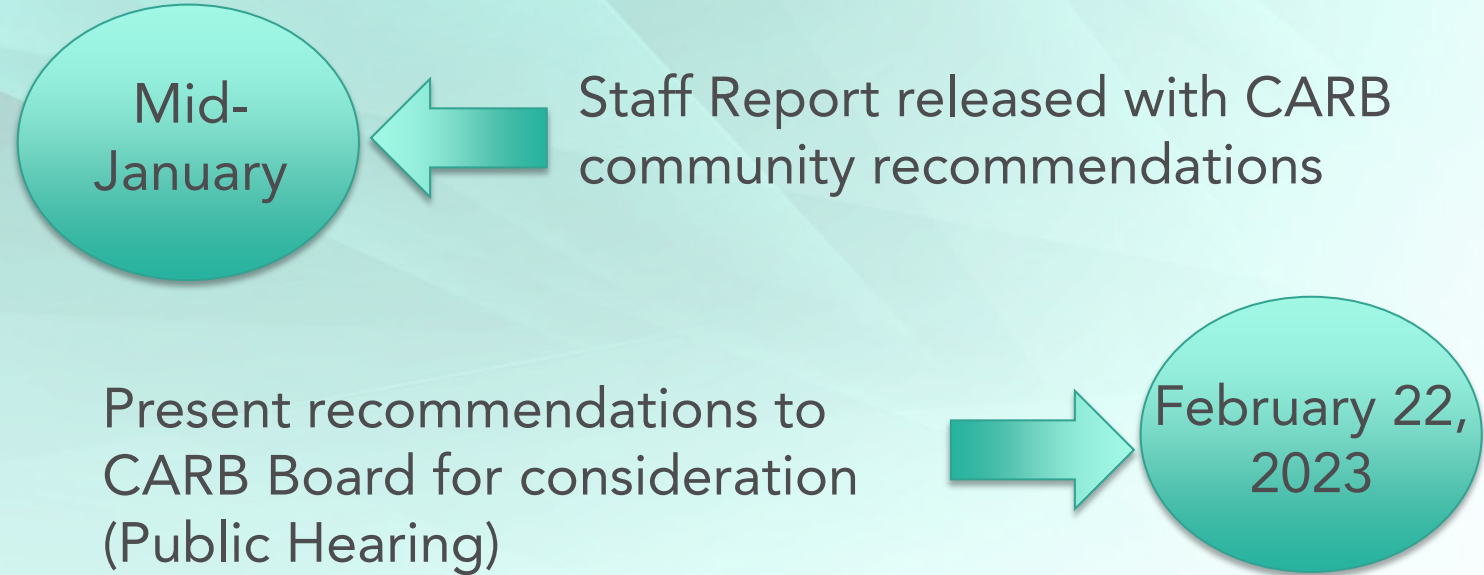 Mid-
January
Staff Report released with CARB
community recommendations
Present recommendations to
CARB Board for consideration
(Public Hearing)
February 22,
2023